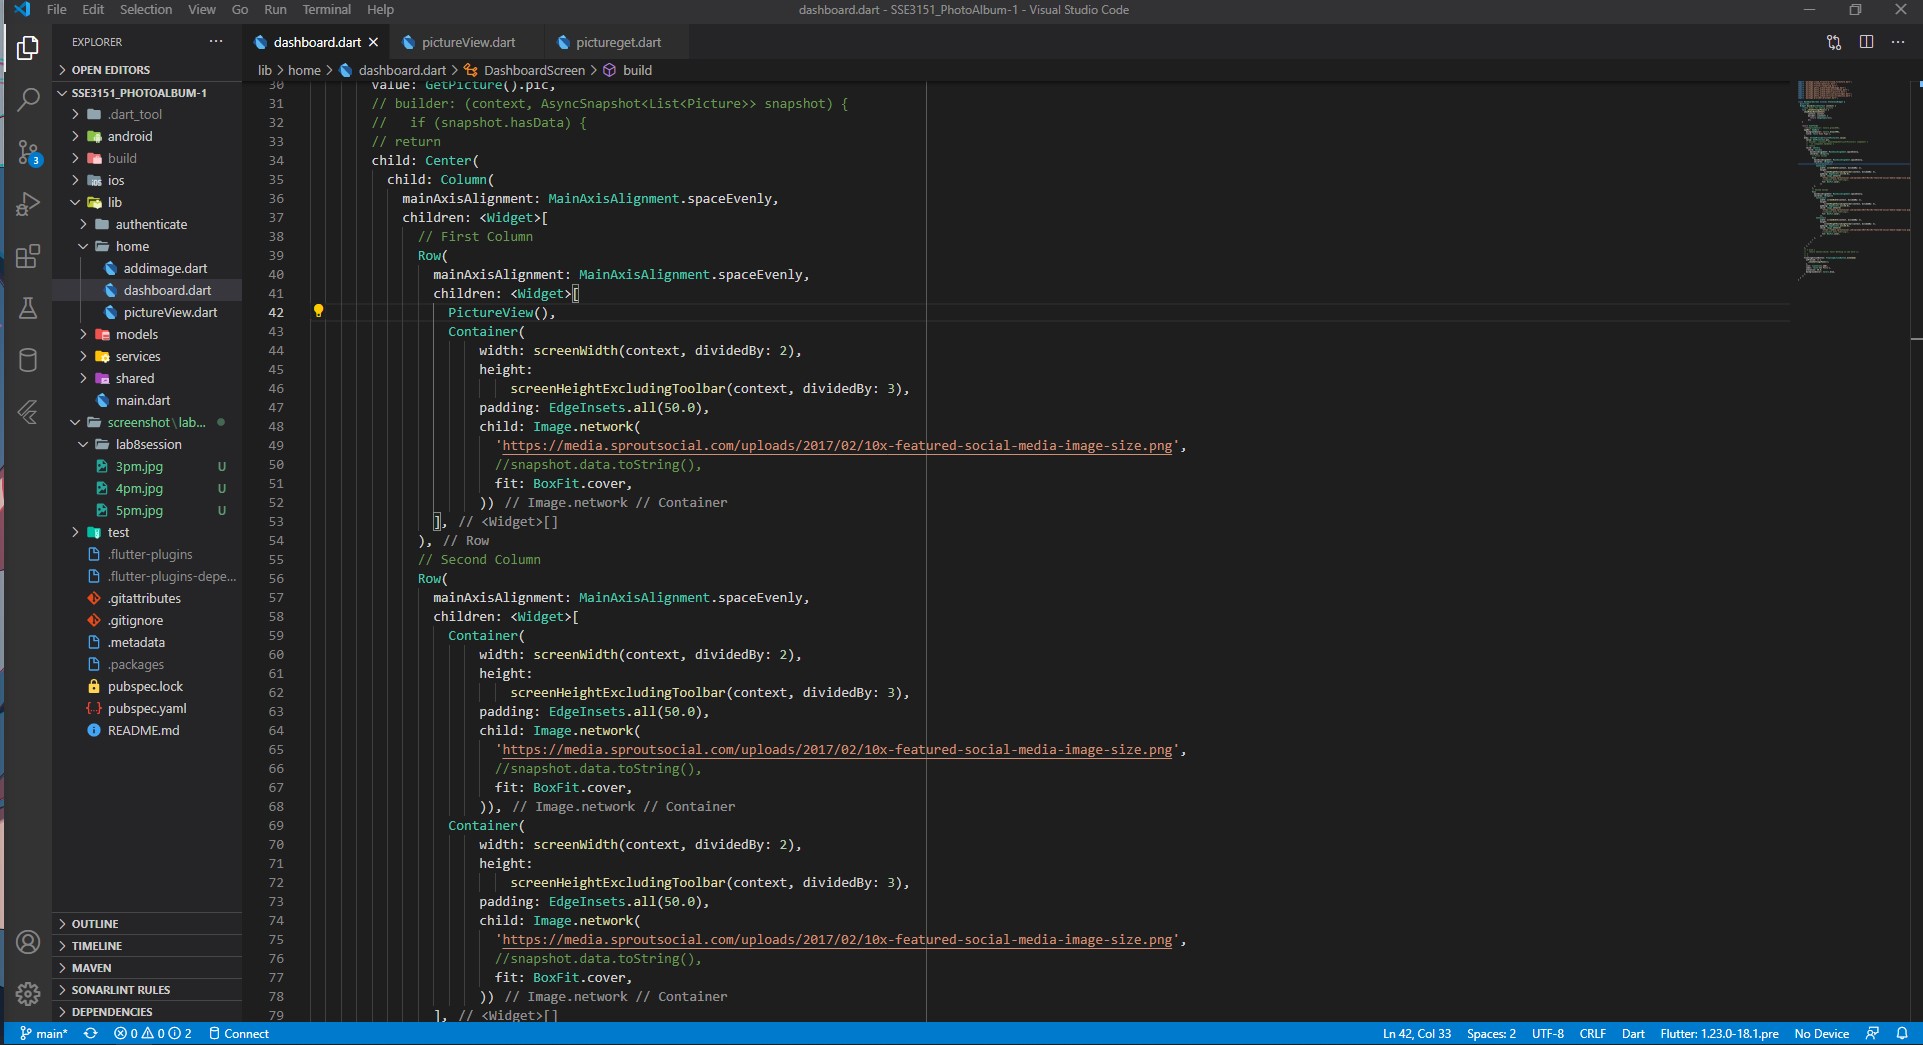 File Edit Selection View Go Run Terminal Help
dashboard.dart - SSE3151_PhotoAlbum-1 - Visual Studio Code
EXPLORER
OPEN EDITORS
SSE3151_PHOTOALBUM-1
.dart_tool
android
build
ios
lib
authenticate
home
addimage.dart
dashboard.dart
pictureView.dart
models
services
shared
main.dart
screenshot\lab...
lab8session
3pm.jpg U
4pm.jpg U
5pm.jpg U
test
.flutter-plugins
.flutter-plugins-depe...
.gitattributes
.gitignore
.metadata
.packages
pubspec.lock
pubspec.yaml
README.md
OUTLINE
TIMELINE
MAVEN
SONARLINT RULES
DEPENDENCIES
3
dashboard.dart pictureView.dart pictureget.dart
lib > home > dashboard.dart > DashboardScreen > build
30 value: GetPicture().pic,
31 // builder: (context, AsyncSnapshot<List<Picture>> snapshot) {
32 //   if (snapshot.hasData) {
33 // return
34 child: Center(
35 child: Column(
36 mainAxisAlignment: MainAxisAlignment.spaceEvenly,
37 children: <Widget>[
38 // First Column
39 Row(
40 mainAxisAlignment: MainAxisAlignment.spaceEvenly,
41 children: <Widget>[
42 PictureView(),
43 Container(
44 width: screenWidth(context, dividedBy: 2),
45 height:
46 screenHeightExcludingToolbar(context, dividedBy: 3),
47 padding: EdgeInsets.all(50.0),
48 child: Image.network(
49 'https://media.sproutsocial.com/uploads/2017/02/10x-featured-social-media-image-size.png',
50 //snapshot.data.toString(),
51 fit: BoxFit.cover,
52 )) // Image.network // Container
53 ], // <Widget>[]
54 ), // Row
55 // Second Column
56 Row(
57 mainAxisAlignment: MainAxisAlignment.spaceEvenly,
58 children: <Widget>[
59 Container(
60 width: screenWidth(context, dividedBy: 2),
61 height:
62 screenHeightExcludingToolbar(context, dividedBy: 3),
63 padding: EdgeInsets.all(50.0),
64 child: Image.network(
65 'https://media.sproutsocial.com/uploads/2017/02/10x-featured-social-media-image-size.png',
66 //snapshot.data.toString(),
67 fit: BoxFit.cover,
68 )), // Image.network // Container
69 Container(
70 width: screenWidth(context, dividedBy: 2),
71 height:
72 screenHeightExcludingToolbar(context, dividedBy: 3),
73 padding: EdgeInsets.all(50.0),
74 child: Image.network(
75 'https://media.sproutsocial.com/uploads/2017/02/10x-featured-social-media-image-size.png',
76 //snapshot.data.toString(),
77 fit: BoxFit.cover,
78 )) // Image.network // Container
79 ], // <Widget>[]
main* 0 0 2 Connect
Ln 42, Col 33 Spaces: 2 UTF-8 CRLF Dart Flutter: 1.23.0-18.1.pre No Device